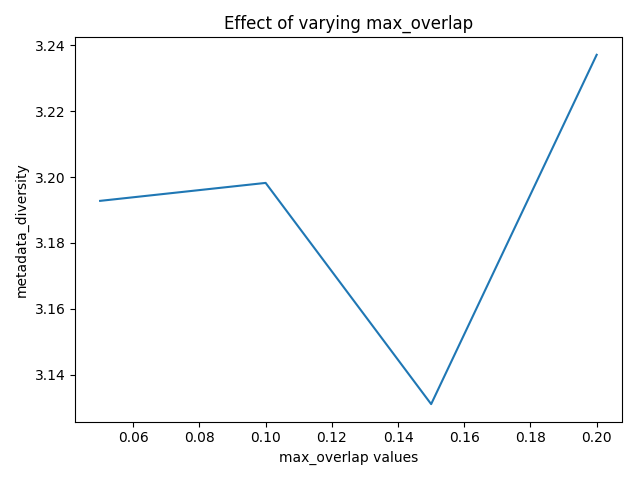 Effect of varying max_overlap
3.24
3.22
3.20
3.18
3.16
3.14
metadata_diversity
0.06 0.08 0.10 0.12 0.14 0.16 0.18 0.20
max_overlap values